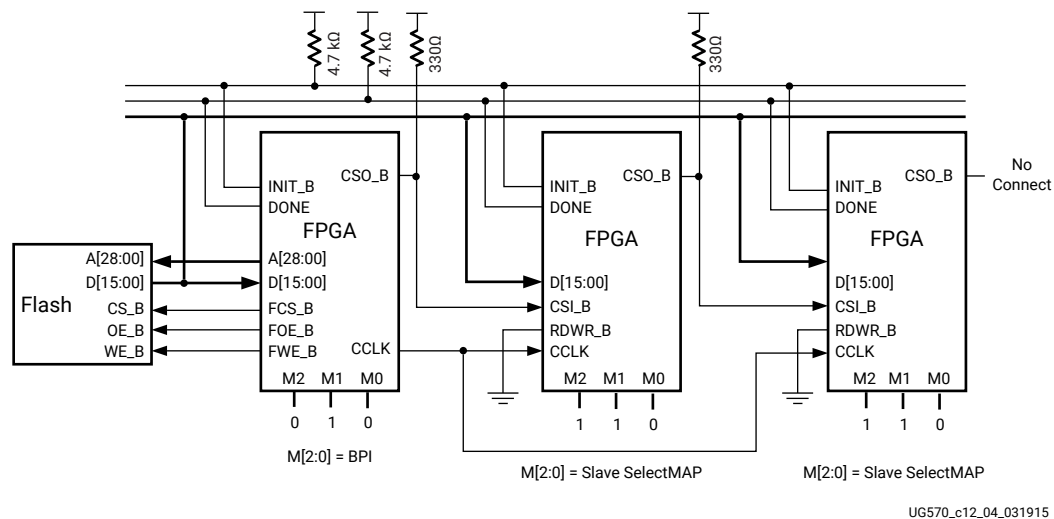 4.7 kΩ
4.7 kΩ
330Ω
330Ω
INIT_B
DONE
CSO_B
FPGA
A[28:00]
D[15:00]
FCS_B
FOE_B
FWE_B
CCLK
M2 M1 M0
0 1 0
M[2:0] = BPI
Flash
A[28:00]
D[15:00]
CS_B
OE_B
WE_B
INIT_B
DONE
CSO_B
FPGA
D[15:00]
CSI_B
RDWR_B
CCLK
M2 M1 M0
1 1 0
M[2:0] = Slave SelectMAP
INIT_B
DONE
CSO_B
No
Connect
FPGA
D[15:00]
CSI_B
RDWR_B
CCLK
M2 M1 M0
1 1 0
M[2:0] = Slave SelectMAP
UG570_c12_04_031915